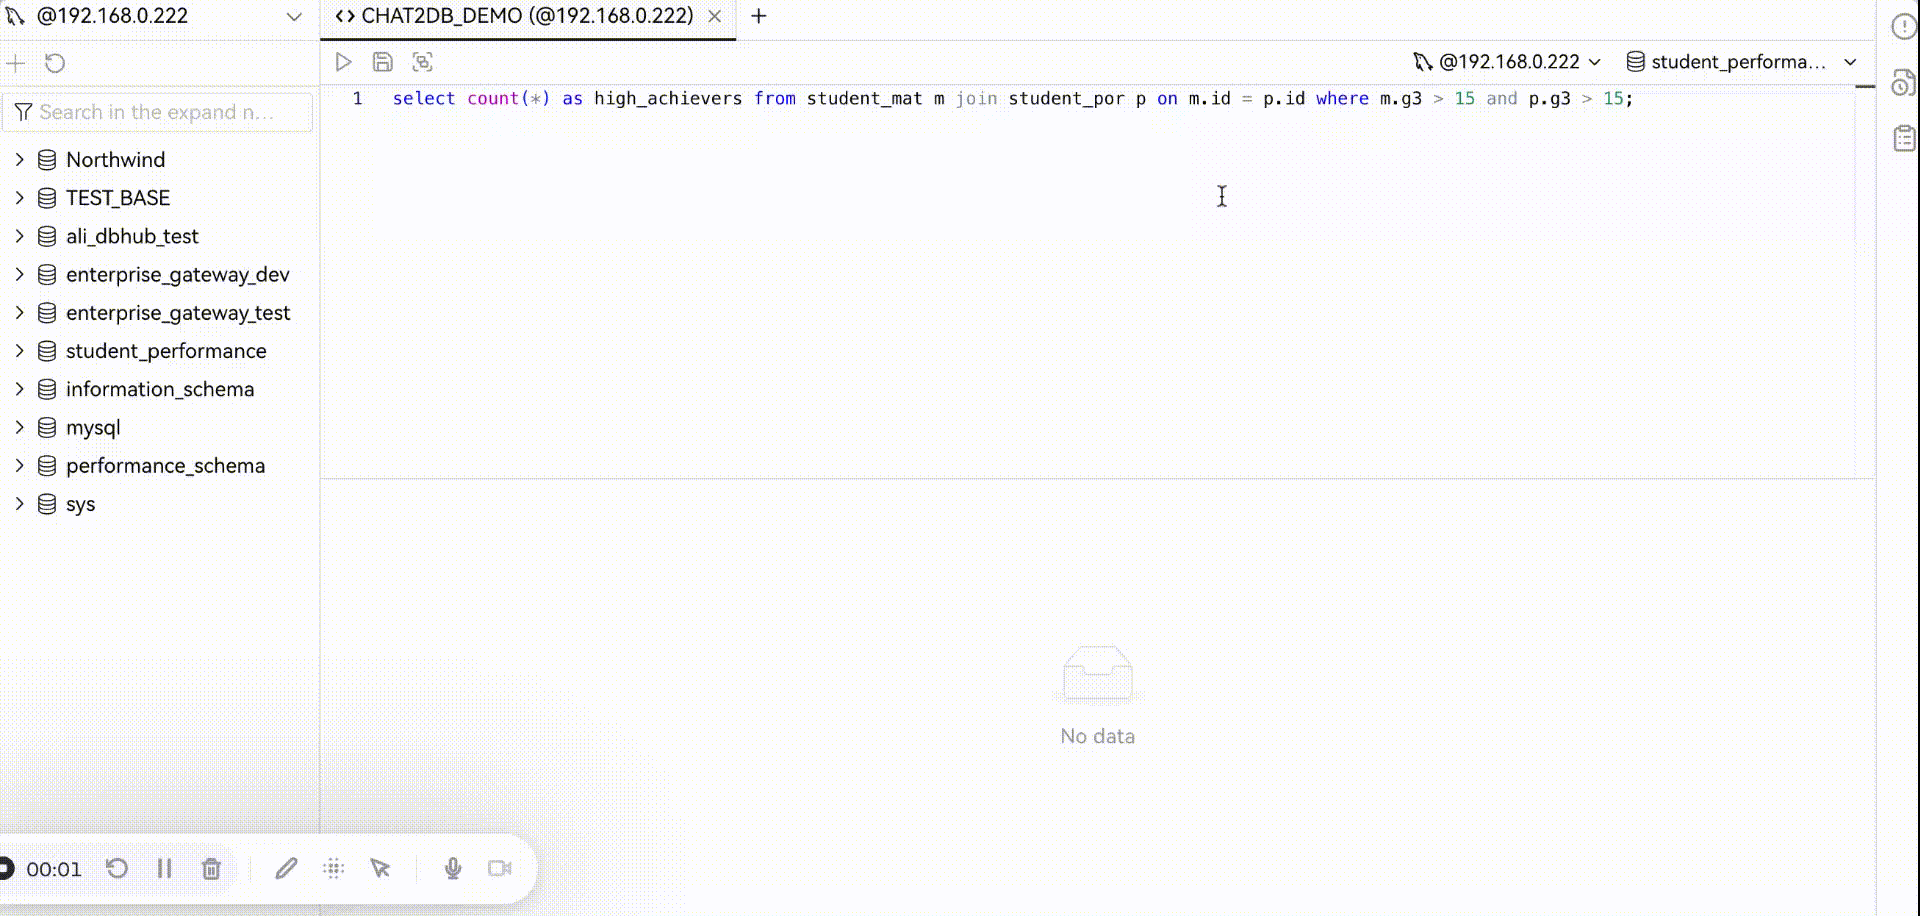 @192.168.0.222
CHAT2DB_DEMO (@192.168.0.222)
@192.168.0.222
student_performa...
Search in the expand n...
1 select count(*) as high_achievers from student_mat m join student_por p on m.id = p.id where m.g3 > 15 and p.g3 > 15;
Northwind
TEST_BASE
ali_dbhub_test
enterprise_gateway_dev
enterprise_gateway_test
student_performance
information_schema
mysql
performance_schema
sys
No data
00:01